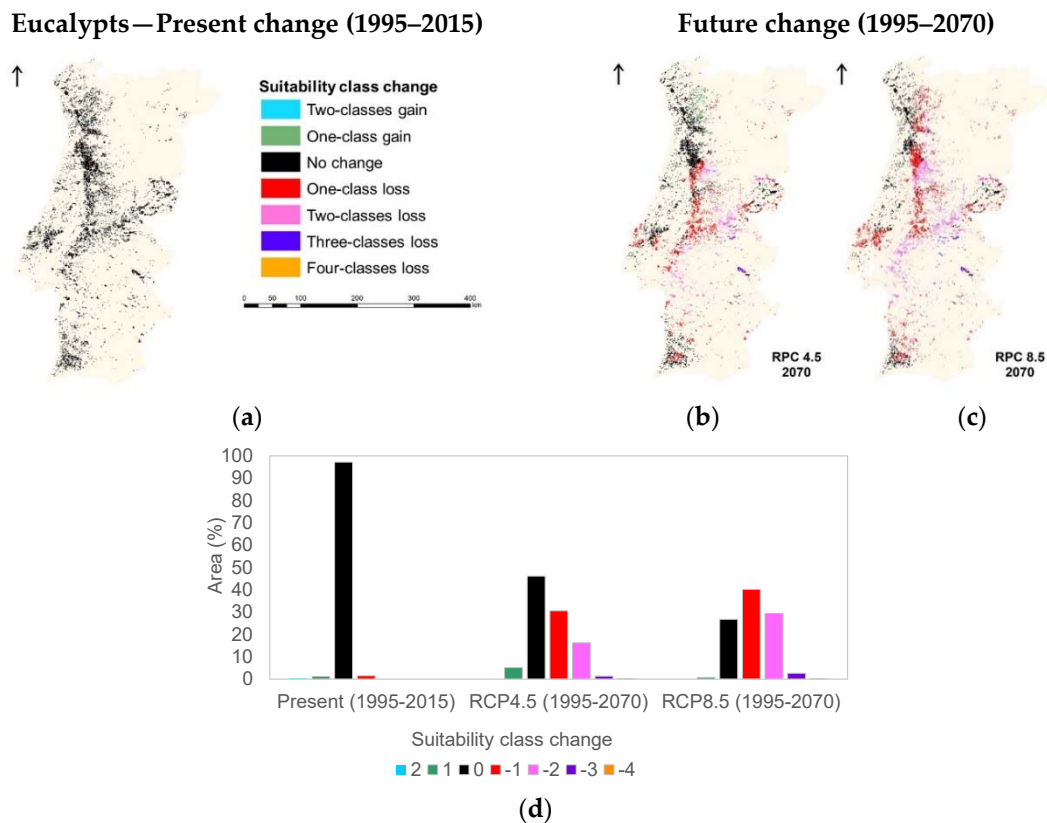 Eucalypts—Present change (1995–2015)
Future change (1995–2070)
Suitability class change
Two-classes gain
One-class gain
No change
One-class loss
Two-classes loss
Three-classes loss
Four-classes loss
0 25 50 100 200 300 400
km
RPC 4.5
2070
RPC 8.5
2070
(a)
(b)
(c)
100
90
80
70
60
50
40
30
20
10
0
Area (%)
Present (1995-2015) RCP4.5 (1995-2070) RCP8.5 (1995-2070)
Suitability class change
2 1 0 -1 -2 -3 -4
(d)